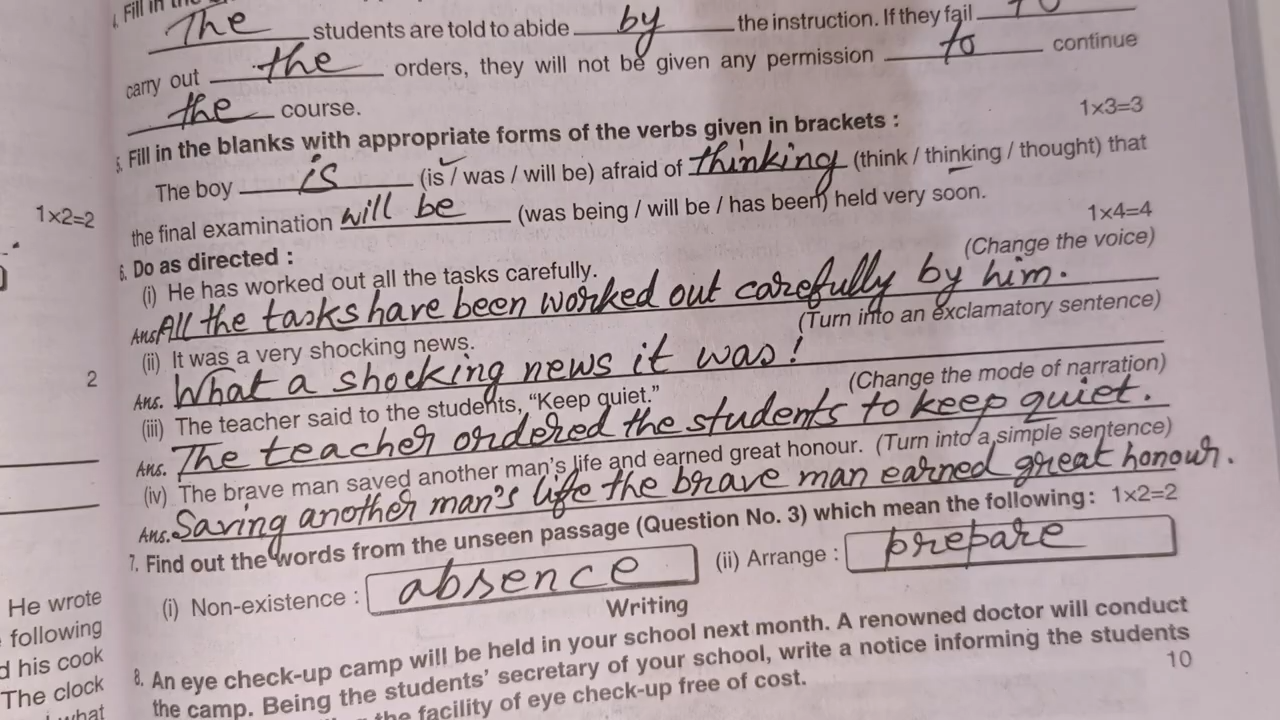 4. Fill in the
The students are told to abide by the instruction. If they fail to
carry out the orders, they will not be given any permission to continue
the course.
5. Fill in the blanks with appropriate forms of the verbs given in brackets : 1×3=3
The boy is (is / was / will be) afraid of thinking (think / thinking / thought) that
the final examination will be (was being / will be / has been) held very soon.
6. Do as directed : 1×4=4
(i) He has worked out all the tasks carefully. (Change the voice)
Ans. All the tasks have been worked out carefully by him.
(ii) It was a very shocking news. (Turn into an exclamatory sentence)
Ans. What a shocking news it was!
(iii) The teacher said to the students, “Keep quiet.” (Change the mode of narration)
Ans. The teacher ordered the students to keep quiet.
(iv) The brave man saved another man's life and earned great honour. (Turn into a simple sentence)
Ans. Saving another man's life the brave man earned great honour.
7. Find out the words from the unseen passage (Question No. 3) which mean the following: 1×2=2
(i) Non-existence : absence (ii) Arrange : prepare
Writing
8. An eye check-up camp will be held in your school next month. A renowned doctor will conduct
the camp. Being the students' secretary of your school, write a notice informing the students
the facility of eye check-up free of cost. 10
1×2=2
2
He wrote
following
d his cook
The clock
what